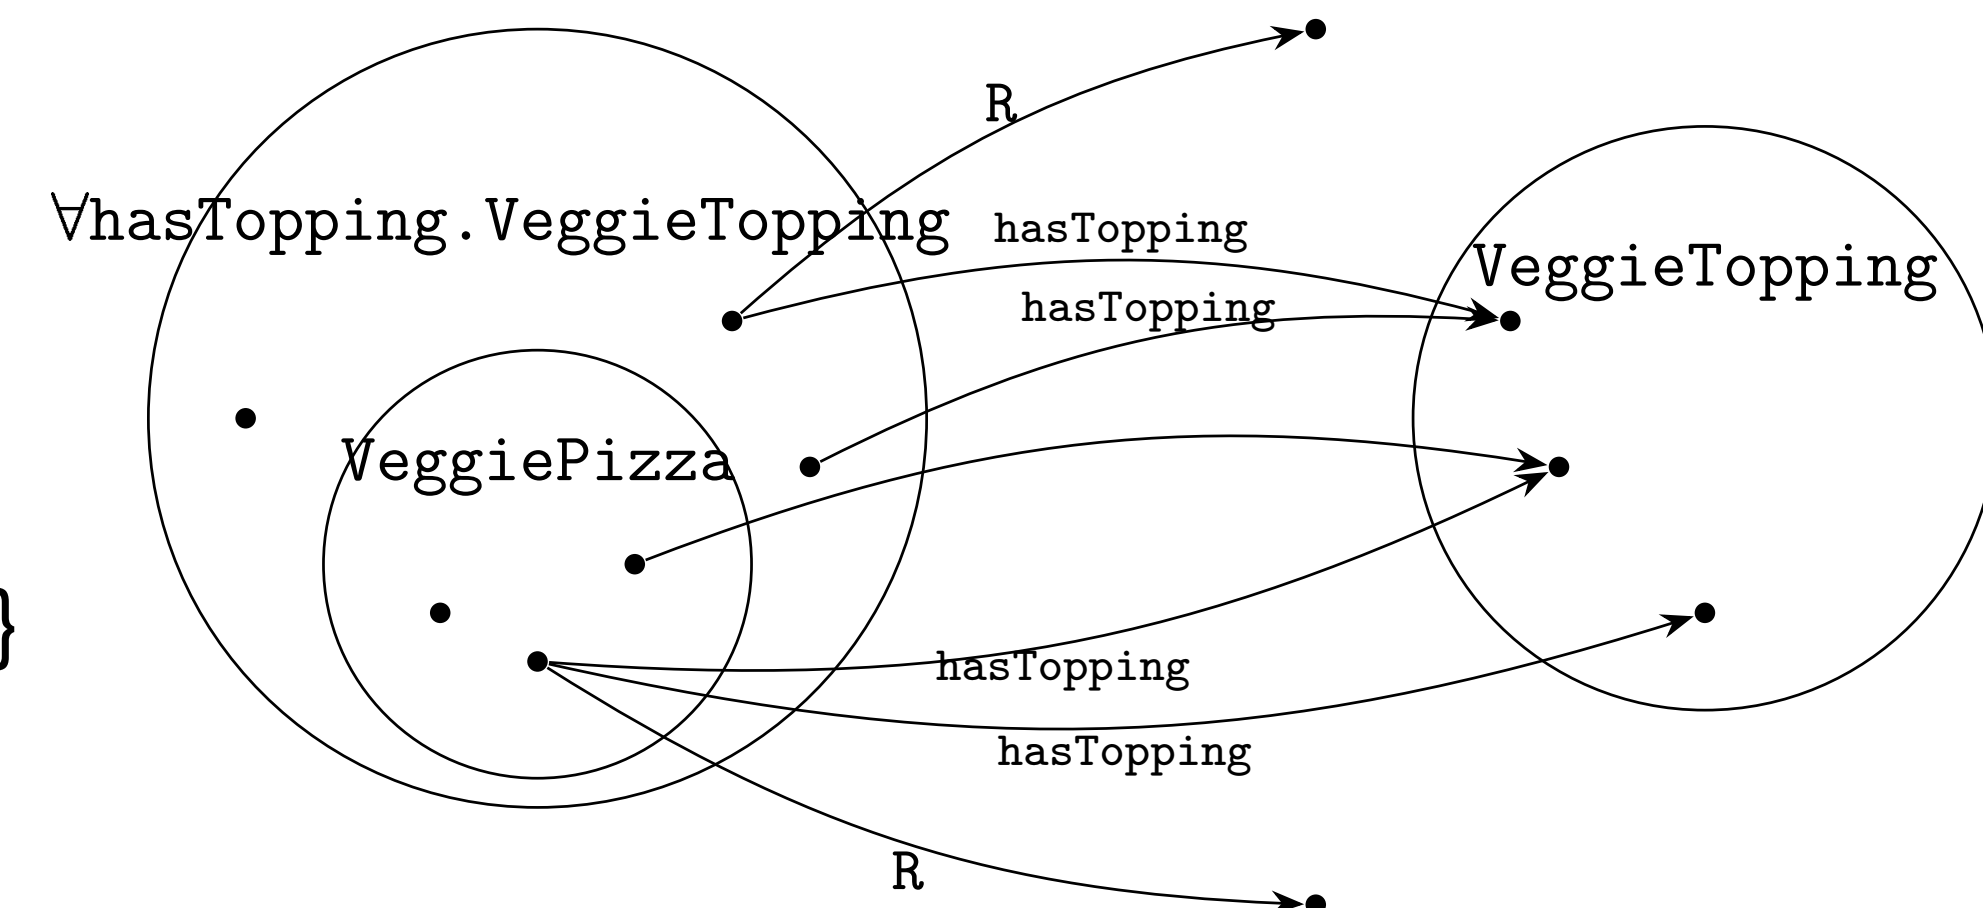 R
∀hasTopping.VeggieTopping
hasTopping
VeggieTopping
hasTopping
VeggiePizza
}
hasTopping
hasTopping
R